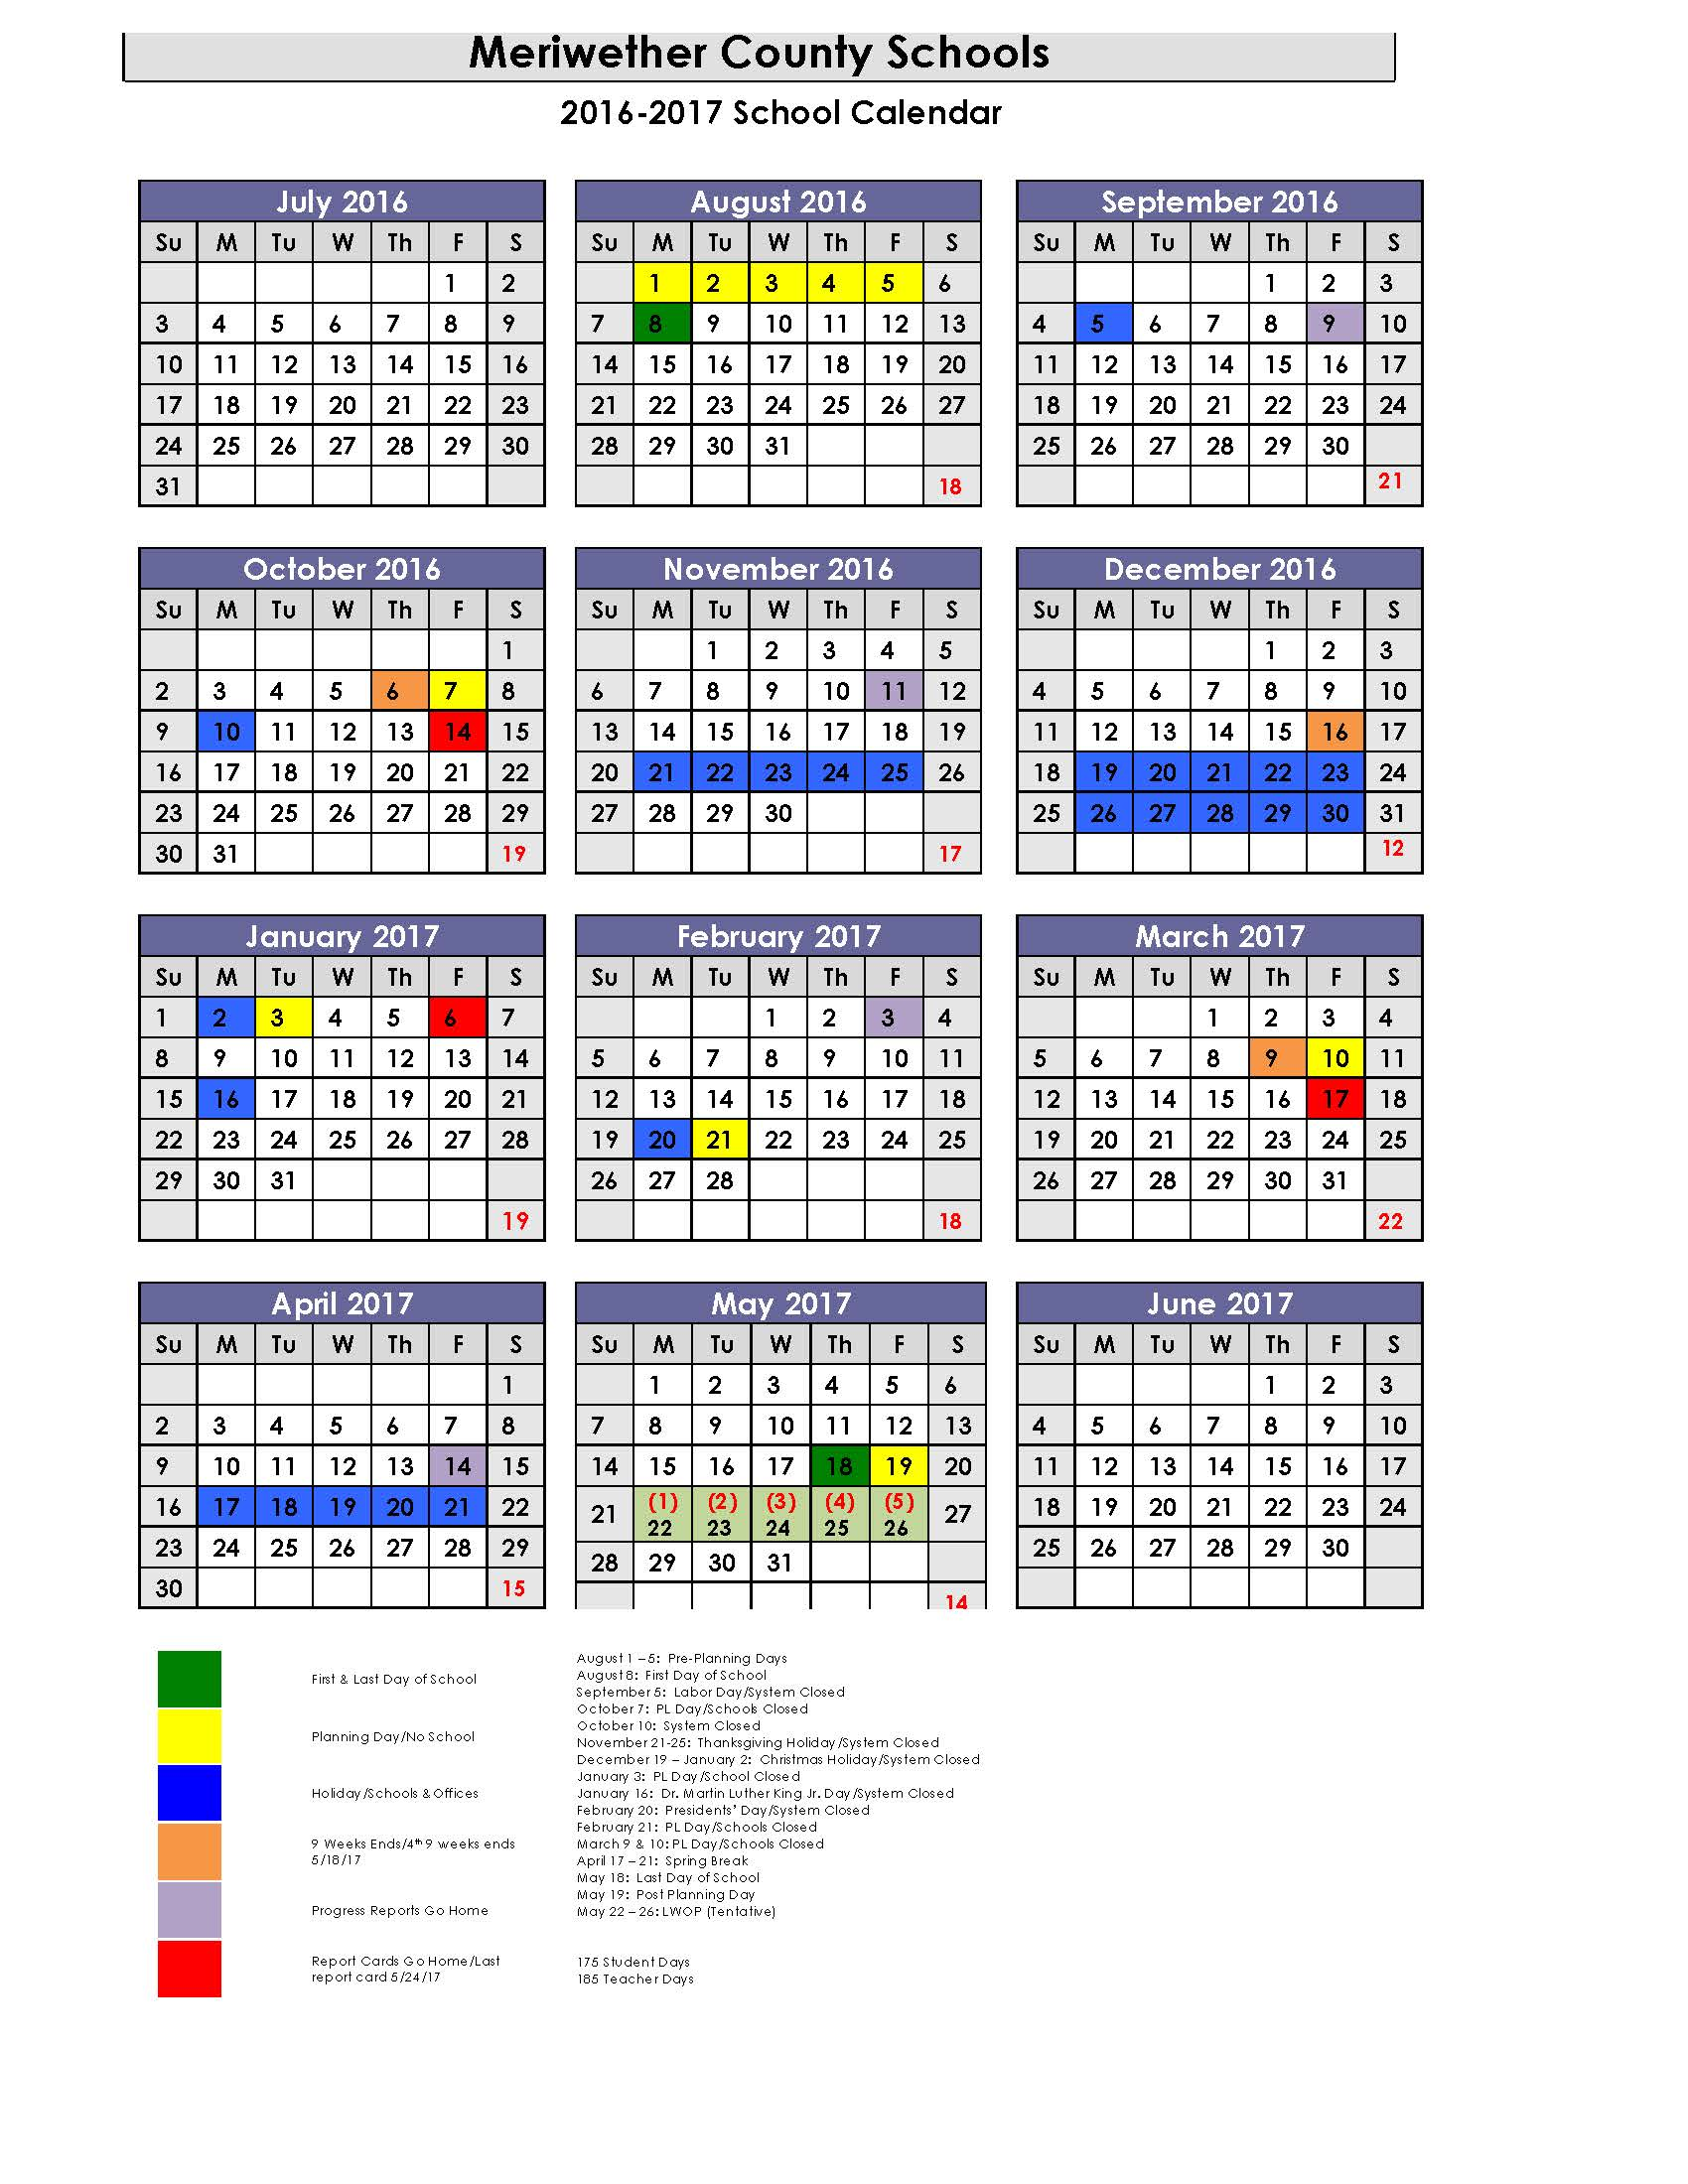 Meriwether County Schools
2016-2017 School Calendar
July 2016
Su M Tu W Th F S
1 2
3 4 5 6 7 8 9
10 11 12 13 14 15 16
17 18 19 20 21 22 23
24 25 26 27 28 29 30
31
August 2016
Su M Tu W Th F S
1 2 3 4 5 6
7 8 9 10 11 12 13
14 15 16 17 18 19 20
21 22 23 24 25 26 27
28 29 30 31
18
September 2016
Su M Tu W Th F S
1 2 3
4 5 6 7 8 9 10
11 12 13 14 15 16 17
18 19 20 21 22 23 24
25 26 27 28 29 30
21
October 2016
Su M Tu W Th F S
1
2 3 4 5 6 7 8
9 10 11 12 13 14 15
16 17 18 19 20 21 22
23 24 25 26 27 28 29
30 31 19
November 2016
Su M Tu W Th F S
1 2 3 4 5
6 7 8 9 10 11 12
13 14 15 16 17 18 19
20 21 22 23 24 25 26
27 28 29 30
17
December 2016
Su M Tu W Th F S
1 2 3
4 5 6 7 8 9 10
11 12 13 14 15 16 17
18 19 20 21 22 23 24
25 26 27 28 29 30 31
12
January 2017
Su M Tu W Th F S
1 2 3 4 5 6 7
8 9 10 11 12 13 14
15 16 17 18 19 20 21
22 23 24 25 26 27 28
29 30 31
19
February 2017
Su M Tu W Th F S
1 2 3 4
5 6 7 8 9 10 11
12 13 14 15 16 17 18
19 20 21 22 23 24 25
26 27 28
18
March 2017
Su M Tu W Th F S
1 2 3 4
5 6 7 8 9 10 11
12 13 14 15 16 17 18
19 20 21 22 23 24 25
26 27 28 29 30 31
22
April 2017
Su M Tu W Th F S
1
2 3 4 5 6 7 8
9 10 11 12 13 14 15
16 17 18 19 20 21 22
23 24 25 26 27 28 29
30 15
May 2017
Su M Tu W Th F S
1 2 3 4 5 6
7 8 9 10 11 12 13
14 15 16 17 18 19 20
(1) (2) (3) (4) (5)
21 22 23 24 25 26 27
28 29 30 31
14
June 2017
Su M Tu W Th F S
1 2 3
4 5 6 7 8 9 10
11 12 13 14 15 16 17
18 19 20 21 22 23 24
25 26 27 28 29 30
First & Last Day of School
Planning Day/No School
Holiday/Schools & Offices
9 Weeks Ends/4th 9 weeks ends
5/18/17
Progress Reports Go Home
Report Cards Go Home/Last
report card 5/24/17
August 1 – 5: Pre-Planning Days
August 8: First Day of School
September 5: Labor Day/System Closed
October 7: PL Day/Schools Closed
October 10: System Closed
November 21-25: Thanksgiving Holiday/System Closed
December 19 – January 2: Christmas Holiday/System Closed
January 3: PL Day/School Closed
January 16: Dr. Martin Luther King Jr. Day/System Closed
February 20: Presidents' Day/System Closed
February 21: PL Day/Schools Closed
March 9 & 10: PL Day/Schools Closed
April 17 – 21: Spring Break
May 18: Last Day of School
May 19: Post Planning Day
May 22 – 26: LWOP (Tentative)
175 Student Days
185 Teacher Days